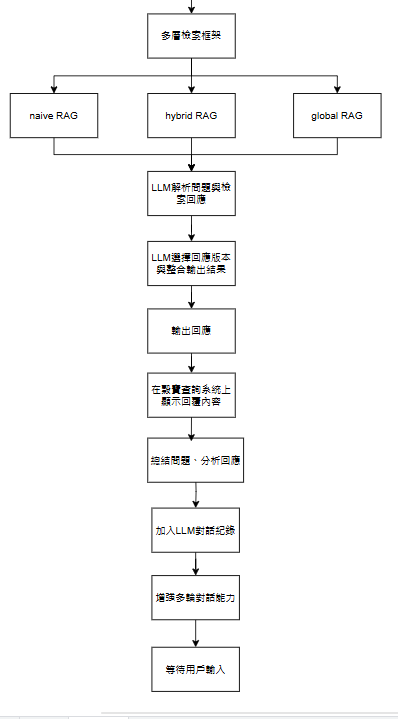 多層檢索框架
naive RAG
hybrid RAG
global RAG
LLM解析問題與檢
索回應
LLM選擇回應版本
與整合輸出結果
輸出回應
在穀寶查詢系統上
顯示回覆內容
總結問題、分析回應
加入LLM對話紀錄
增強多輪對話能力
等待用戶輸入